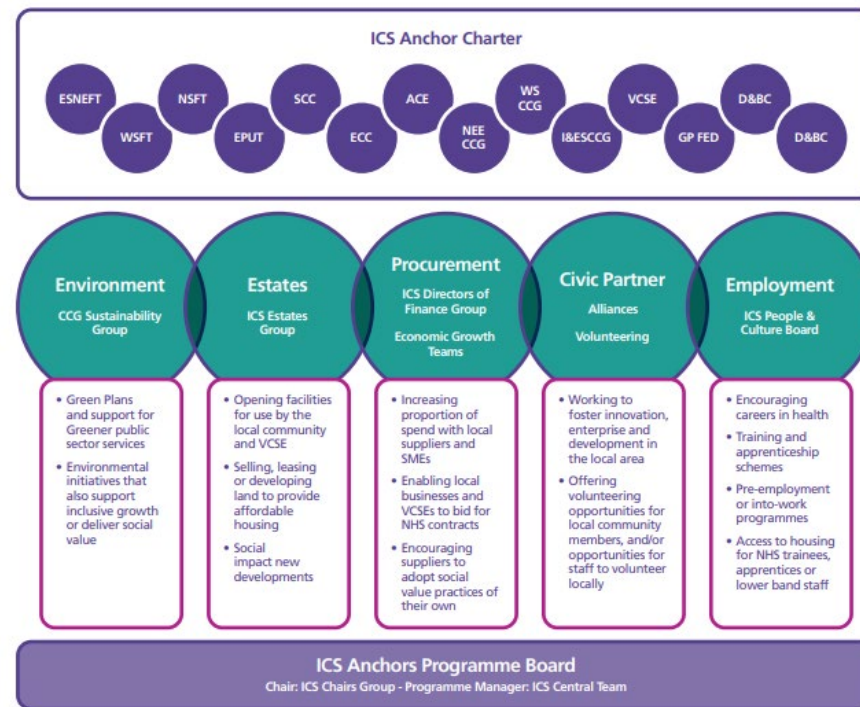 ICS Anchor Charter
ESNEFT
WSFT
NSFT
EPUT
SCC
ECC
ACE
NEE
CCG
WS
CCG
I&ESCCG
VCSE
GP FED
D&BC
D&BC
Environment
CCG Sustainability
Group
Estates
ICS Estates
Group
Procurement
ICS Directors of
Finance Group
Economic Growth
Teams
Civic Partner
Alliances
Volunteering
Employment
ICS People &
Culture Board
• Green Plans
and support for
Greener public
sector services
• Environmental
initiatives that
also support
inclusive growth
or deliver social
value
• Opening facilities
for use by the
local community
and VCSE
• Selling, leasing
or developing
land to provide
affordable
housing
• Social
impact new
developments
• Increasing
proportion of
spend with local
suppliers and
SMEs
• Enabling local
businesses and
VCSEs to bid for
NHS contracts
• Encouraging
suppliers to
adopt social
value practices of
their own
• Working to
foster innovation,
enterprise and
development in
the local area
• Offering
volunteering
opportunities for
local community
members, and/or
opportunities for
staff to volunteer
locally
• Encouraging
careers in health
• Training and
apprenticeship
schemes
• Pre-employment
or into-work
programmes
• Access to housing
for NHS trainees,
apprentices or
lower band staff
ICS Anchors Programme Board
Chair: ICS Chairs Group - Programme Manager: ICS Central Team